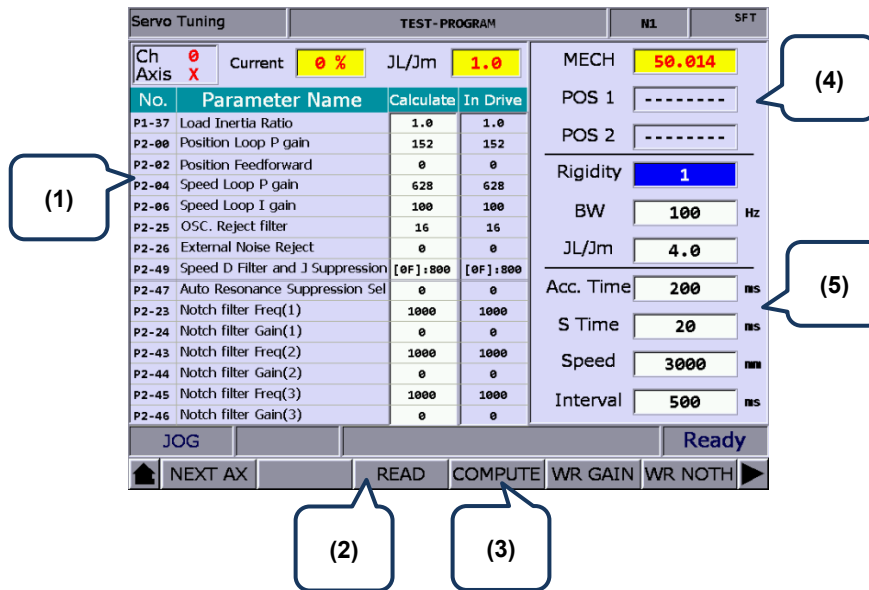 Servo Tuning TEST-PROGRAM N1 SFT
Ch 0 Current 0 % JL/Jm 1.0
Axis X
No. Parameter Name Calculate In Drive
P1-37 Load Inertia Ratio 1.0 1.0
P2-00 Position Loop P gain 152 152
P2-02 Position Feedforward 0 0
P2-04 Speed Loop P gain 628 628
P2-06 Speed Loop I gain 100 100
P2-25 OSC. Reject filter 16 16
P2-26 External Noise Reject 0 0
P2-49 Speed D Filter and J Suppression [0F]:800 [0F]:800
P2-47 Auto Resonance Suppression Sel 0 0
P2-23 Notch filter Freq(1) 1000 1000
P2-24 Notch filter Gain(1) 0 0
P2-43 Notch filter Freq(2) 1000 1000
P2-44 Notch filter Gain(2) 0 0
P2-45 Notch filter Freq(3) 1000 1000
P2-46 Notch filter Gain(3) 0 0
MECH 50.014
POS 1 --------
POS 2 --------
Rigidity 1
BW 100 Hz
JL/Jm 4.0
Acc. Time 200 ms
S Time 20 ms
Speed 3000 mm
Interval 500 ms
JOG Ready
NEXT AX READ COMPUTE WR GAIN WR NOTH
(1)
(2)
(3)
(4)
(5)